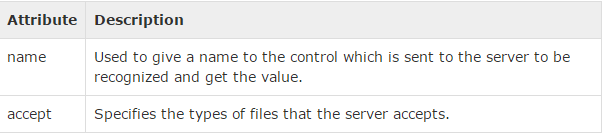 Attribute Description
name Used to give a name to the control which is sent to the server to be
recognized and get the value.
accept Specifies the types of files that the server accepts.